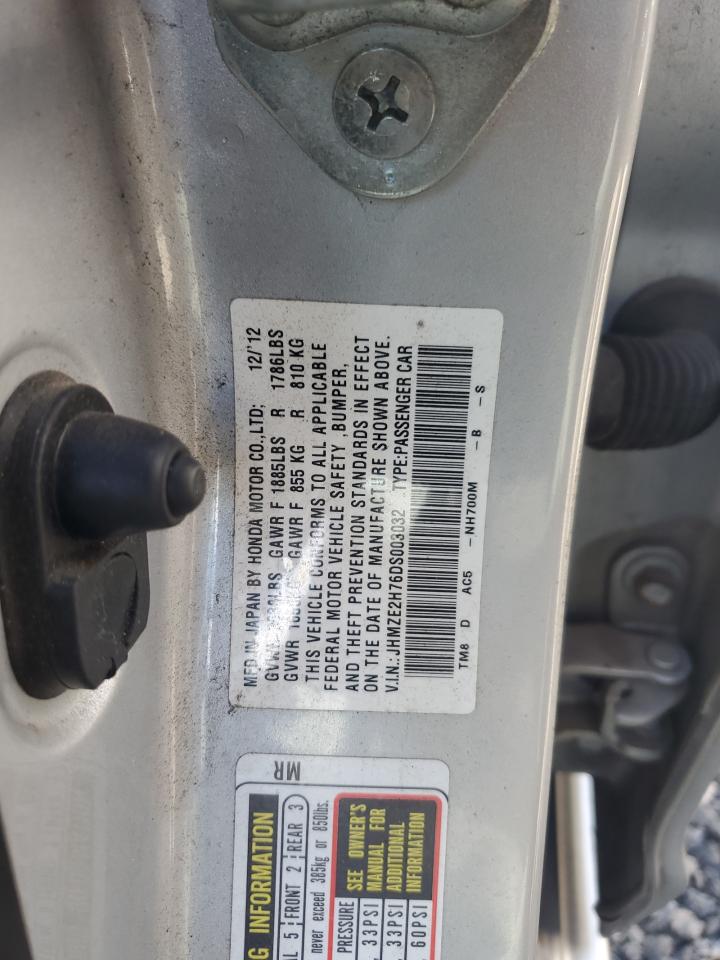 MFD IN JAPAN BY HONDA MOTOR CO.,LTD; 12/'12
GAWR F 1885LBS R 1786LBS
GVWR GAWR F 855 KG R 810 KG
THIS VEHICLE CONFORMS TO ALL APPLICABLE
FEDERAL MOTOR VEHICLE SAFETY ,BUMPER,
AND THEFT PREVENTION STANDARDS IN EFFECT
ON THE DATE OF MANUFACTURE SHOWN ABOVE.
V.I.N.: JHMZE2H76DS003032 TYPE:PASSENGER CAR
TM8 D AC5 -NH700M -B -S
MR
INFORMATION
5 FRONT 2 REAR 3
never exceed 385kg or 850lbs.
PRESSURE
33PSI
33PSI
60PSI
SEE OWNER'S
MANUAL FOR
ADDITIONAL
INFORMATION